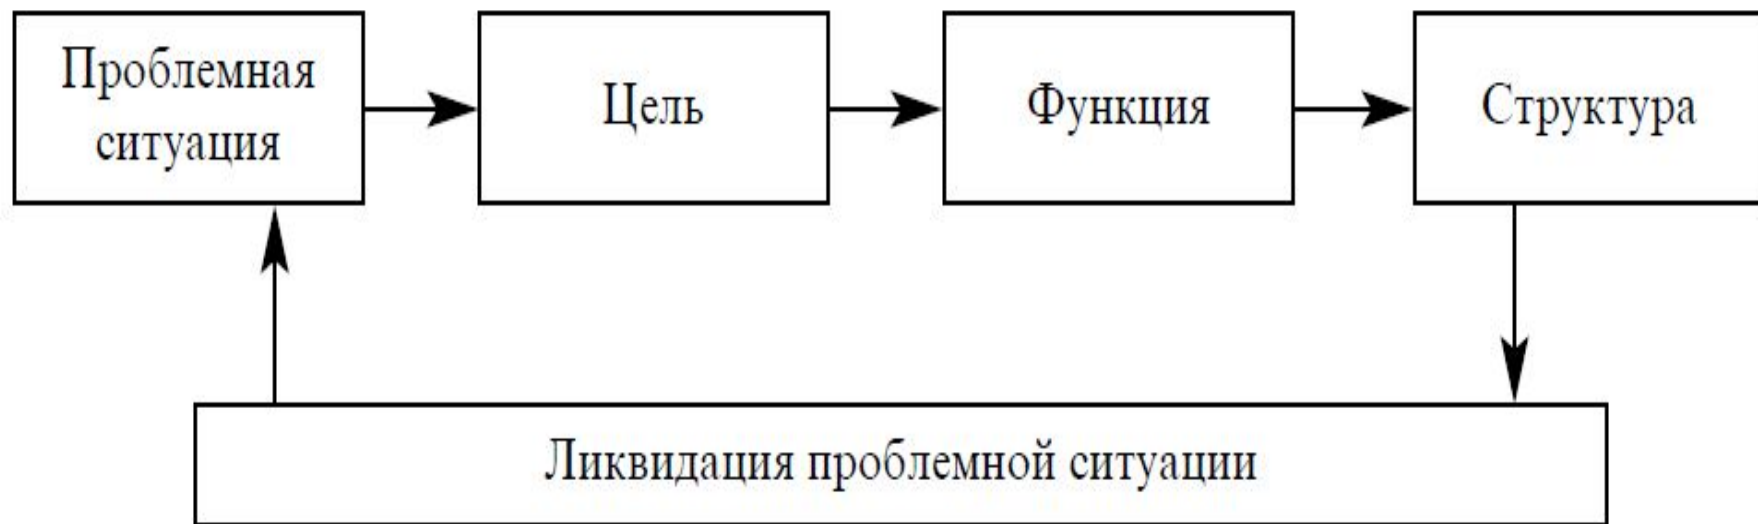 Проблемная
ситуация
Цель
Функция
Структура
Ликвидация проблемной ситуации